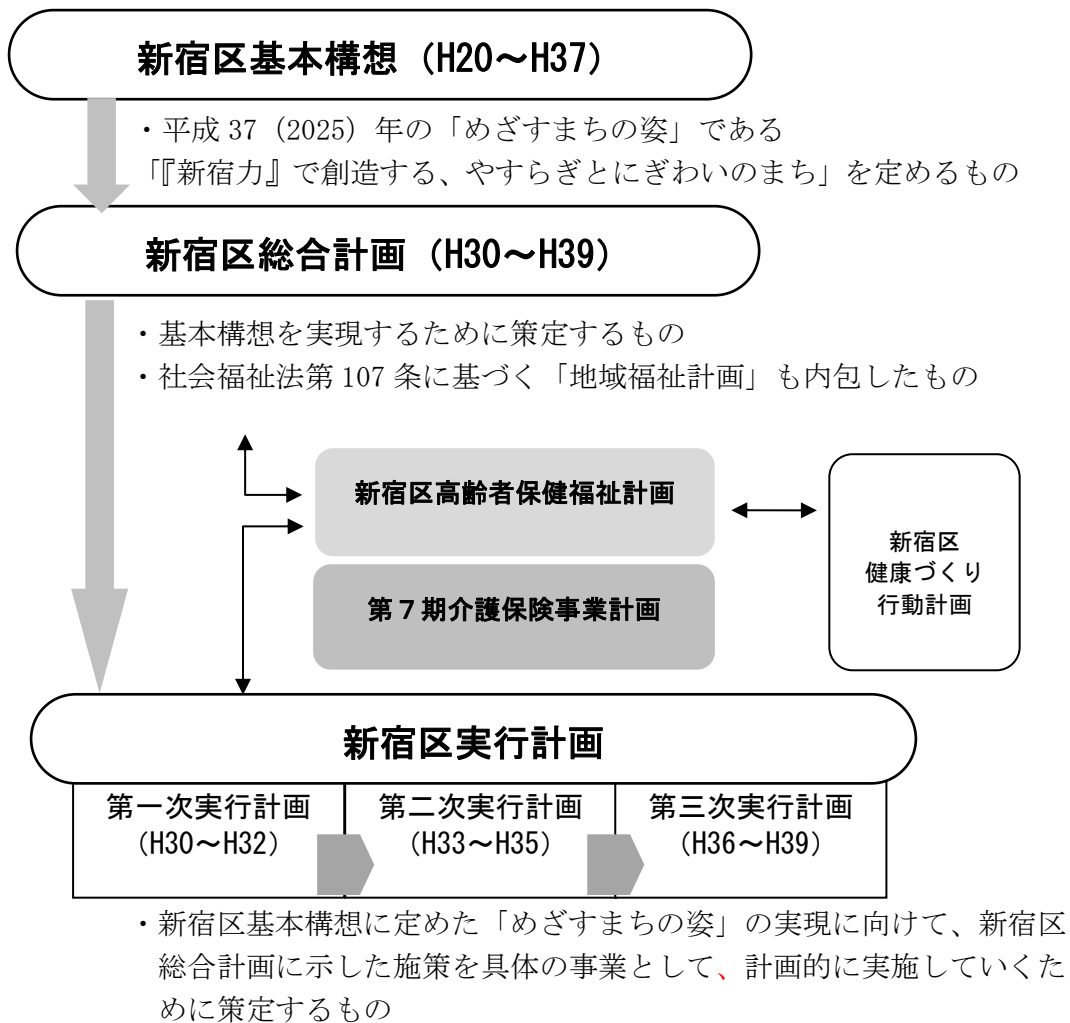 新宿区基本構想（H20～H37）
・平成 37（2025）年の「めざすまちの姿」である
「『新宿力』で創造する、やすらぎとにぎわいのまち」を定めるもの
新宿区総合計画（H30～H39）
・基本構想を実現するために策定するもの
・社会福祉法第 107 条に基づく「地域福祉計画」も内包したもの
新宿区高齢者保健福祉計画
第７期介護保険事業計画
新宿区
健康づくり
行動計画
新宿区実行計画
第一次実行計画
（H30～H32）
第二次実行計画
（H33～H35）
第三次実行計画
（H36～H39）
・新宿区基本構想に定めた「めざすまちの姿」の実現に向けて、新宿区
総合計画に示した施策を具体の事業として、計画的に実施していくた
めに策定するもの